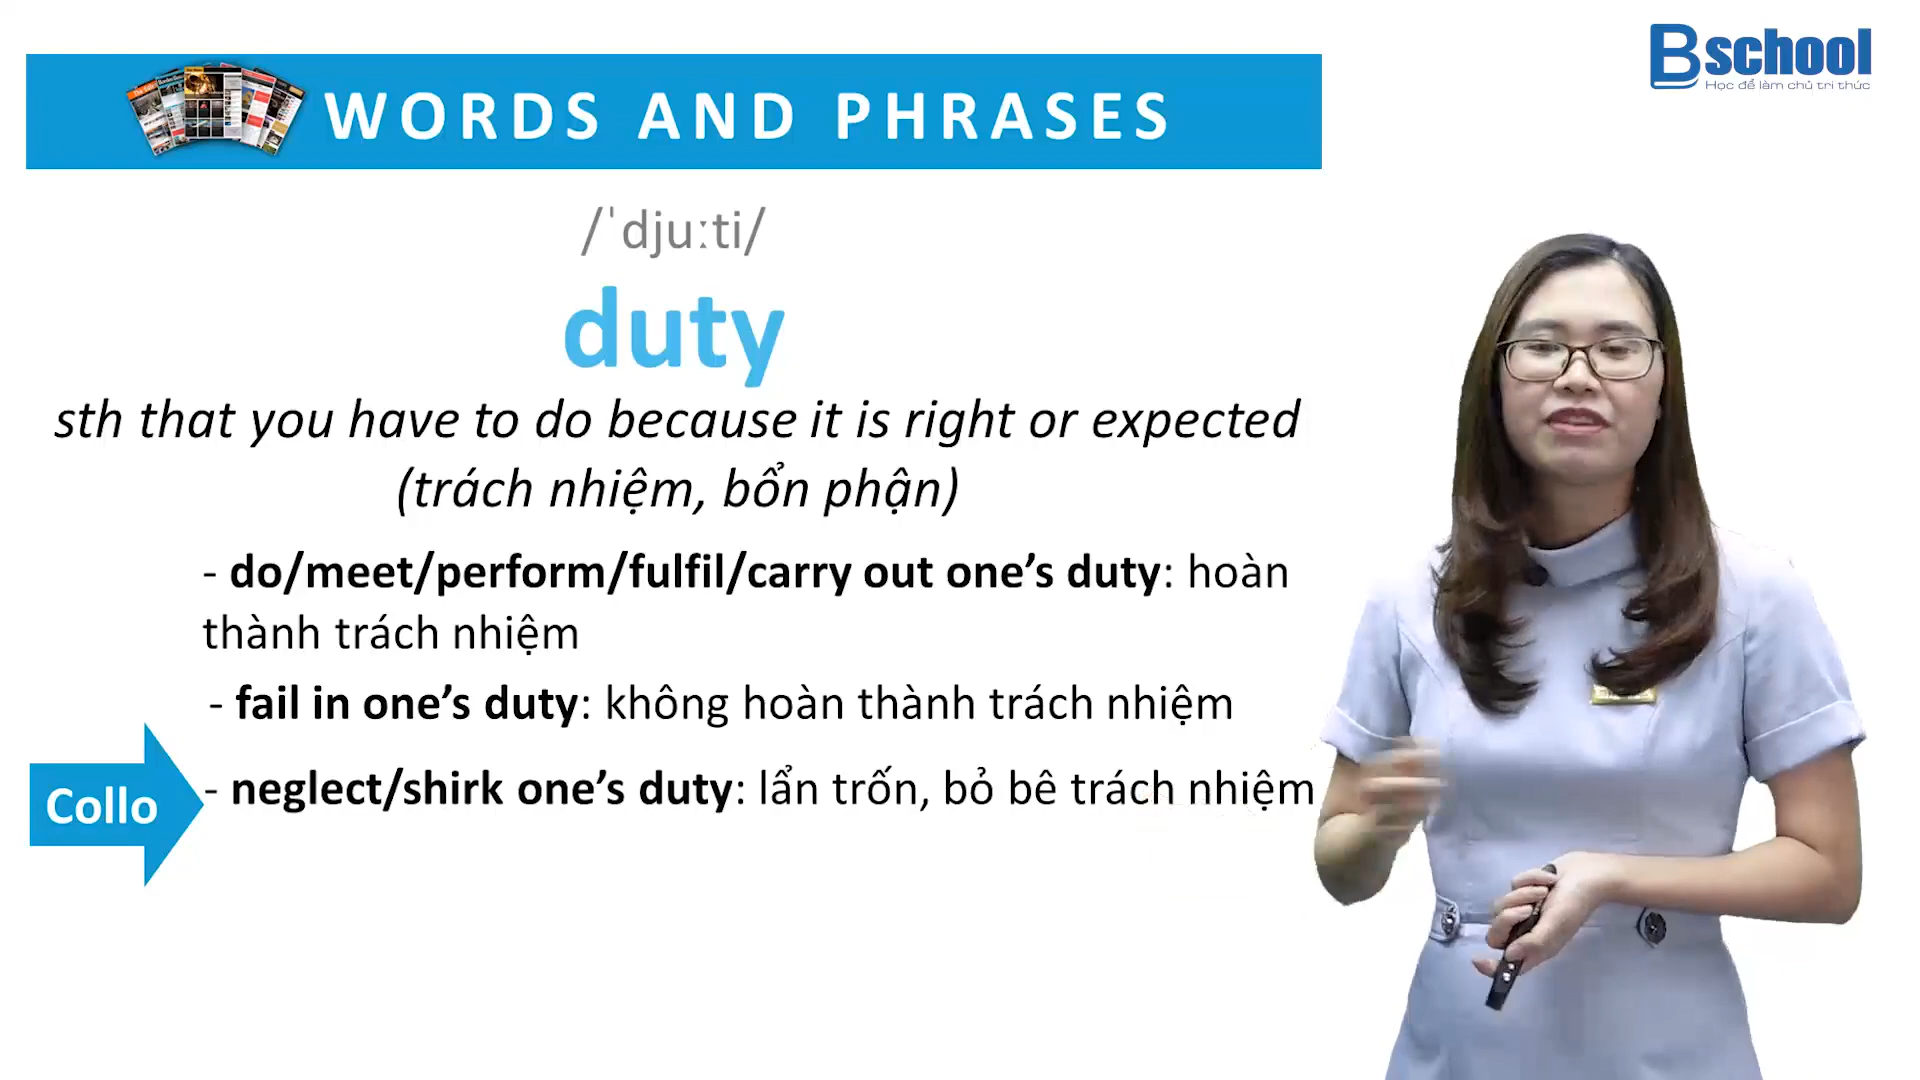 Bschool
Học để làm chủ tri thức
WORDS AND PHRASES
/ˈdjuːti/
duty
sth that you have to do because it is right or expected
(trách nhiệm, bổn phận)
- do/meet/perform/fulfil/carry out one’s duty: hoàn
thành trách nhiệm
- fail in one’s duty: không hoàn thành trách nhiệm
Collo
- neglect/shirk one’s duty: lẩn trốn, bỏ bê trách nhiệm